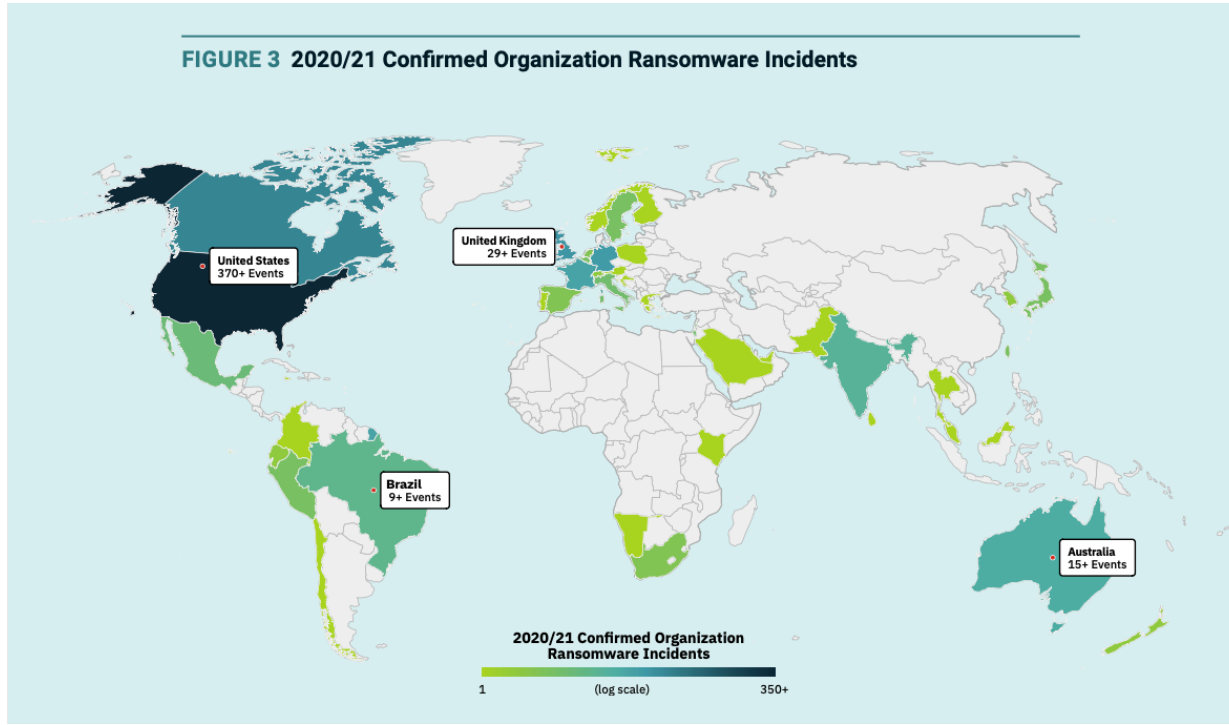 FIGURE 3 2020/21 Confirmed Organization Ransomware Incidents
United States
370+ Events
United Kingdom
29+ Events
Brazil
9+ Events
Australia
15+ Events
2020/21 Confirmed Organization
Ransomware Incidents
1 (log scale) 350+